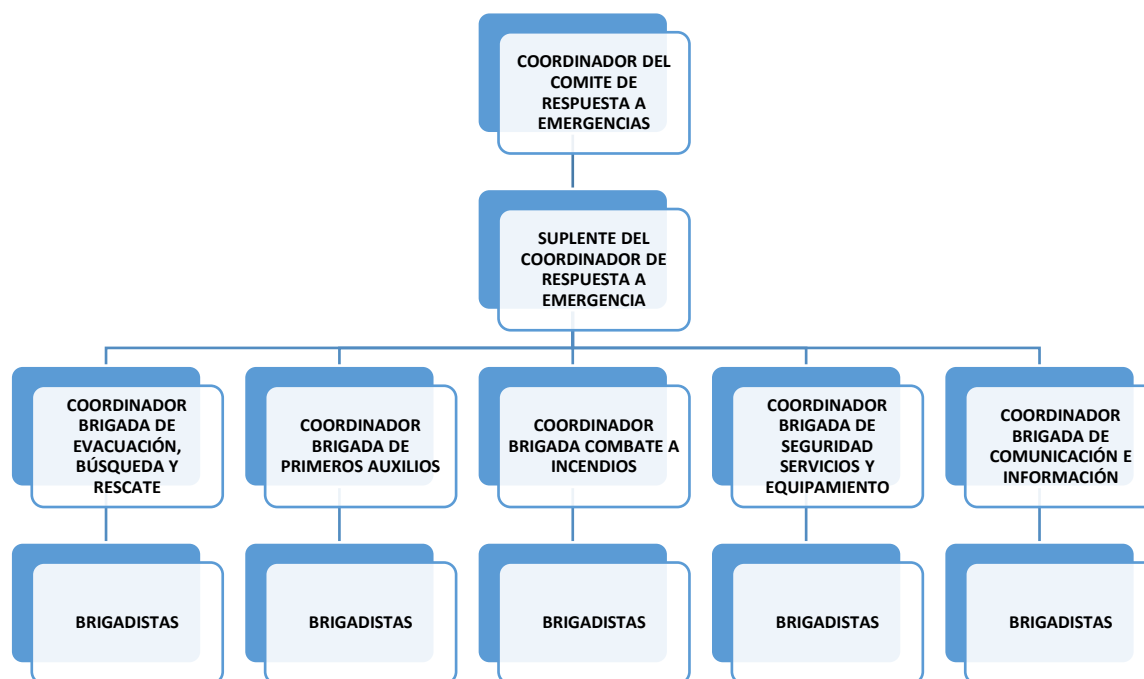 COORDINADOR DEL
COMITE DE
RESPUESTA A
EMERGENCIAS
SUPLENTE DEL
COORDINADOR DE
RESPUESTA A
EMERGENCIA
COORDINADOR
BRIGADA DE
EVACUACIÓN,
BÚSQUEDA Y
RESCATE
COORDINADOR
BRIGADA DE
PRIMEROS AUXILIOS
COORDINADOR
BRIGADA COMBATE A
INCENDIOS
COORDINADOR
BRIGADA DE
SEGURIDAD
SERVICIOS Y
EQUIPAMIENTO
COORDINADOR
BRIGADA DE
COMUNICACIÓN E
INFORMACIÓN
BRIGADISTAS
BRIGADISTAS
BRIGADISTAS
BRIGADISTAS
BRIGADISTAS